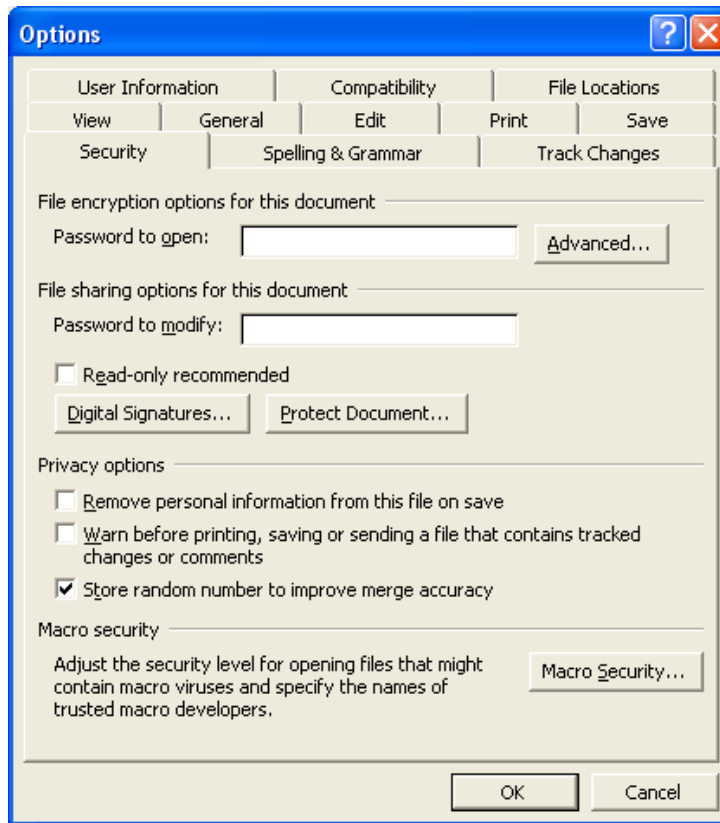 Options
User Information Compatibility File Locations
View General Edit Print Save
Security Spelling & Grammar Track Changes
File encryption options for this document
Password to open: Advanced...
File sharing options for this document
Password to modify:
Read-only recommended
Digital Signatures... Protect Document...
Privacy options
Remove personal information from this file on save
Warn before printing, saving or sending a file that contains tracked
changes or comments
Store random number to improve merge accuracy
Macro security
Adjust the security level for opening files that might
contain macro viruses and specify the names of
trusted macro developers.
Macro Security...
OK Cancel